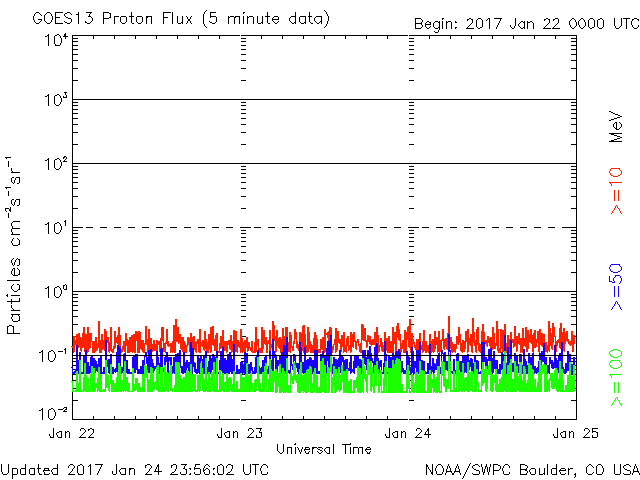 GOES13 Proton Flux (5 minute data)
Begin: 2017 Jan 22 0000 UTC
10⁴
10³
10²
10¹
10⁰
10⁻¹
10⁻²
Particles cm⁻²s⁻¹sr⁻¹
MeV
>=10
>=50
>=100
Jan 22
Jan 23
Jan 24
Jan 25
Universal Time
Updated 2017 Jan 24 23:56:02 UTC
NOAA/SWPC Boulder, CO USA